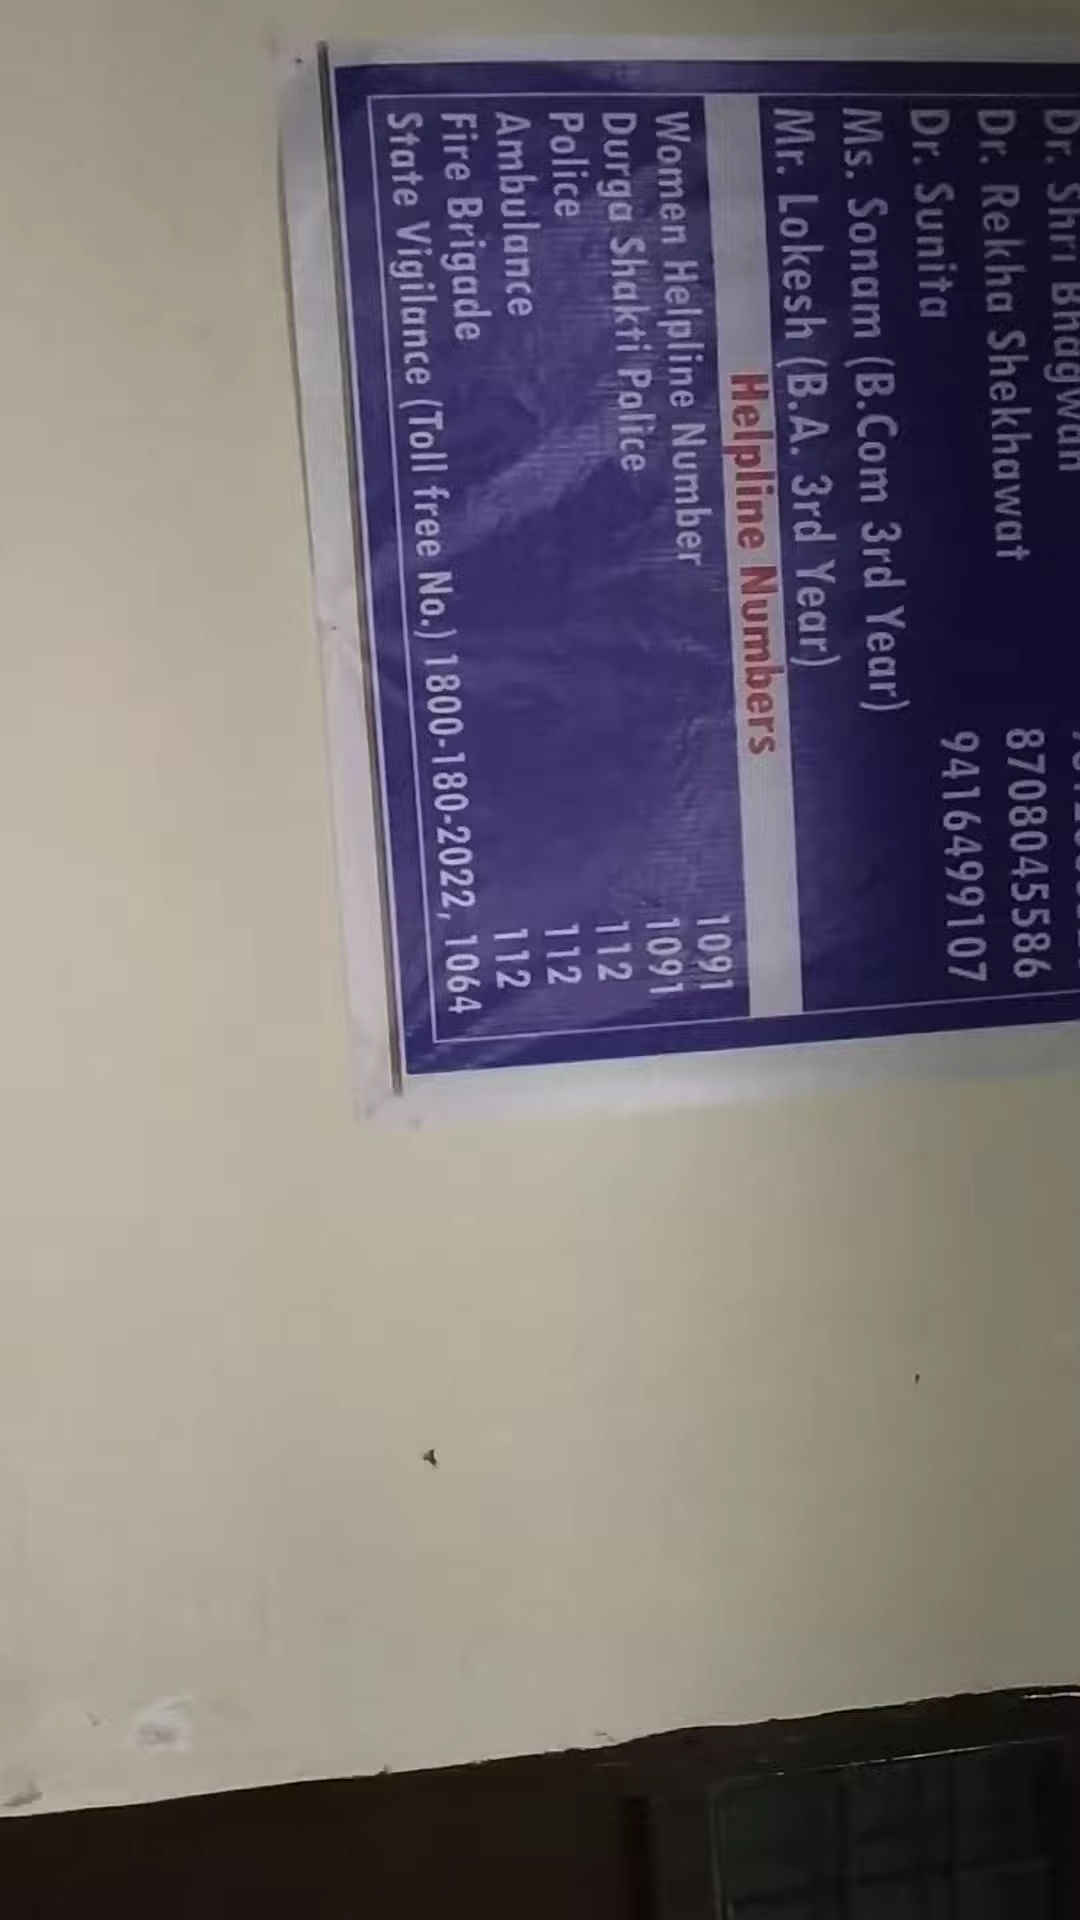 Dr. Shri Bhagwan
Dr. Rekha Shekhawat 8708045586
Dr. Sunita 9416499107
Ms. Sonam (B.Com 3rd Year)
Mr. Lokesh (B.A. 3rd Year)
Helpline Numbers
Women Helpline Number 1091
Durga Shakti Police 1091
Police 112
Ambulance 112
Fire Brigade 112
State Vigilance (Toll free No.) 1800-180-2022, 1064